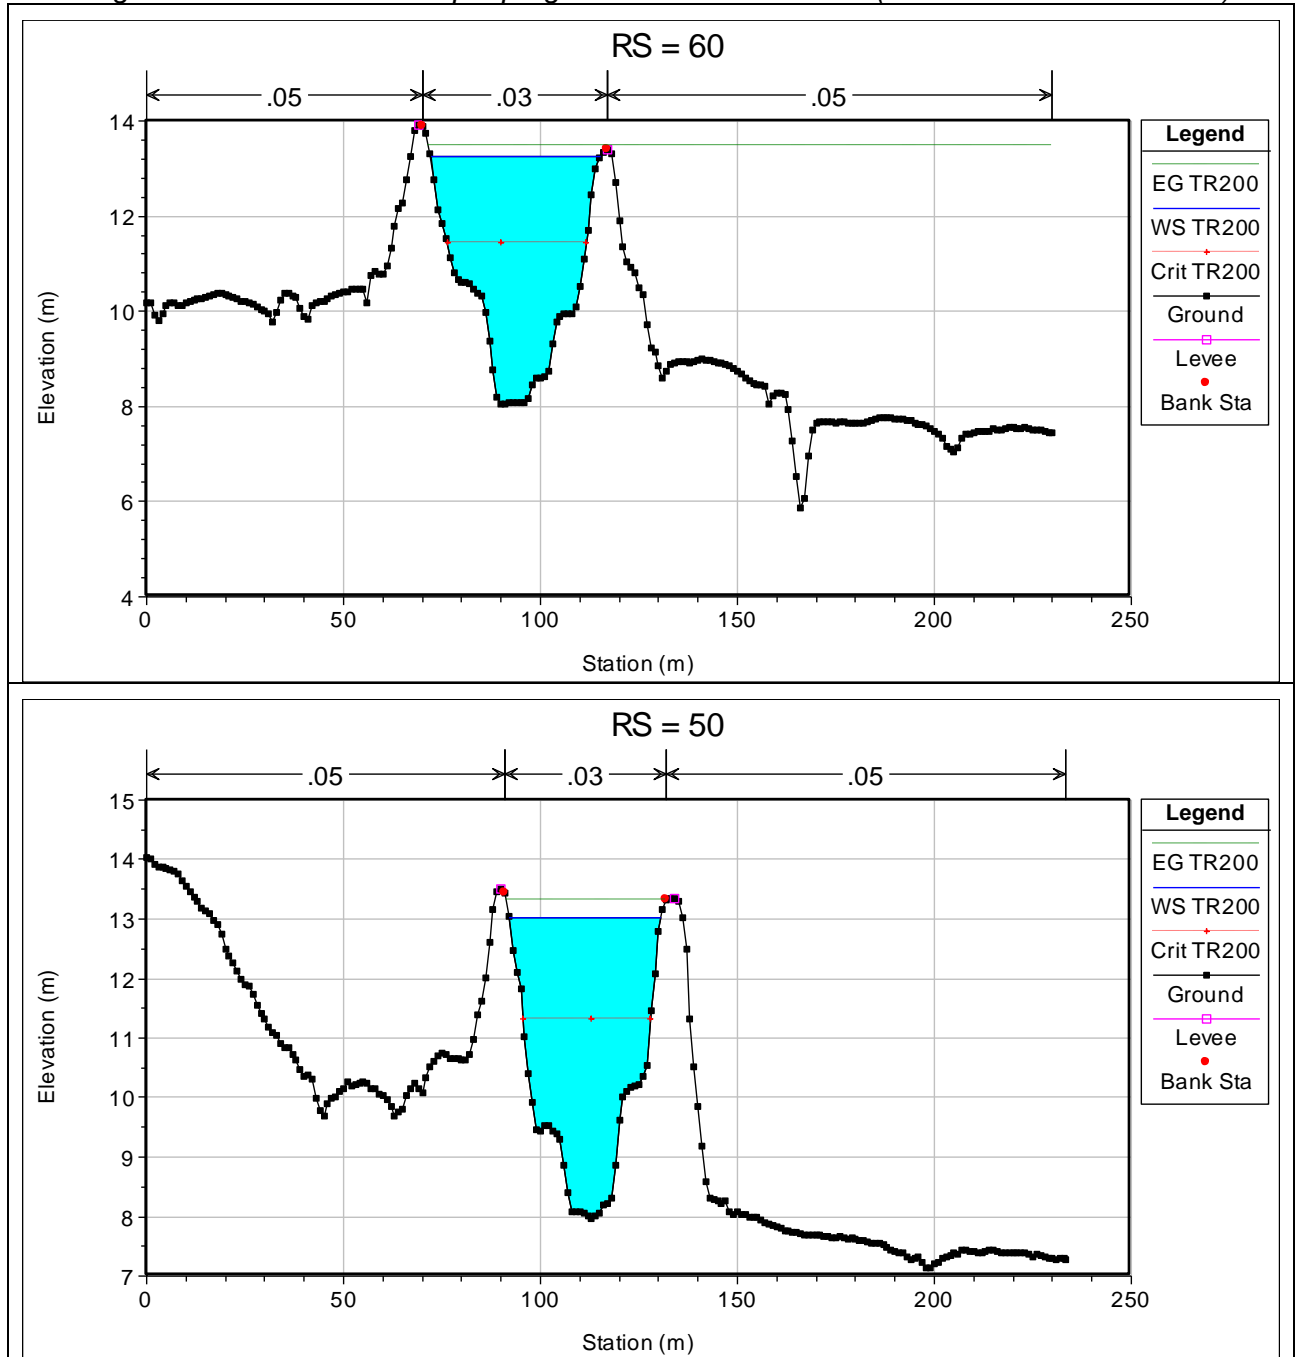 RS = 60
.05 .03 .05
14
12
10
8
6
4
Elevation (m)
0 50 100 150 200 250
Station (m)
Legend
EG TR200
WS TR200
Crit TR200
Ground
Levee
Bank Sta
RS = 50
.05 .03 .05
15
14
13
12
11
10
9
8
7
Elevation (m)
0 50 100 150 200 250
Station (m)
Legend
EG TR200
WS TR200
Crit TR200
Ground
Levee
Bank Sta